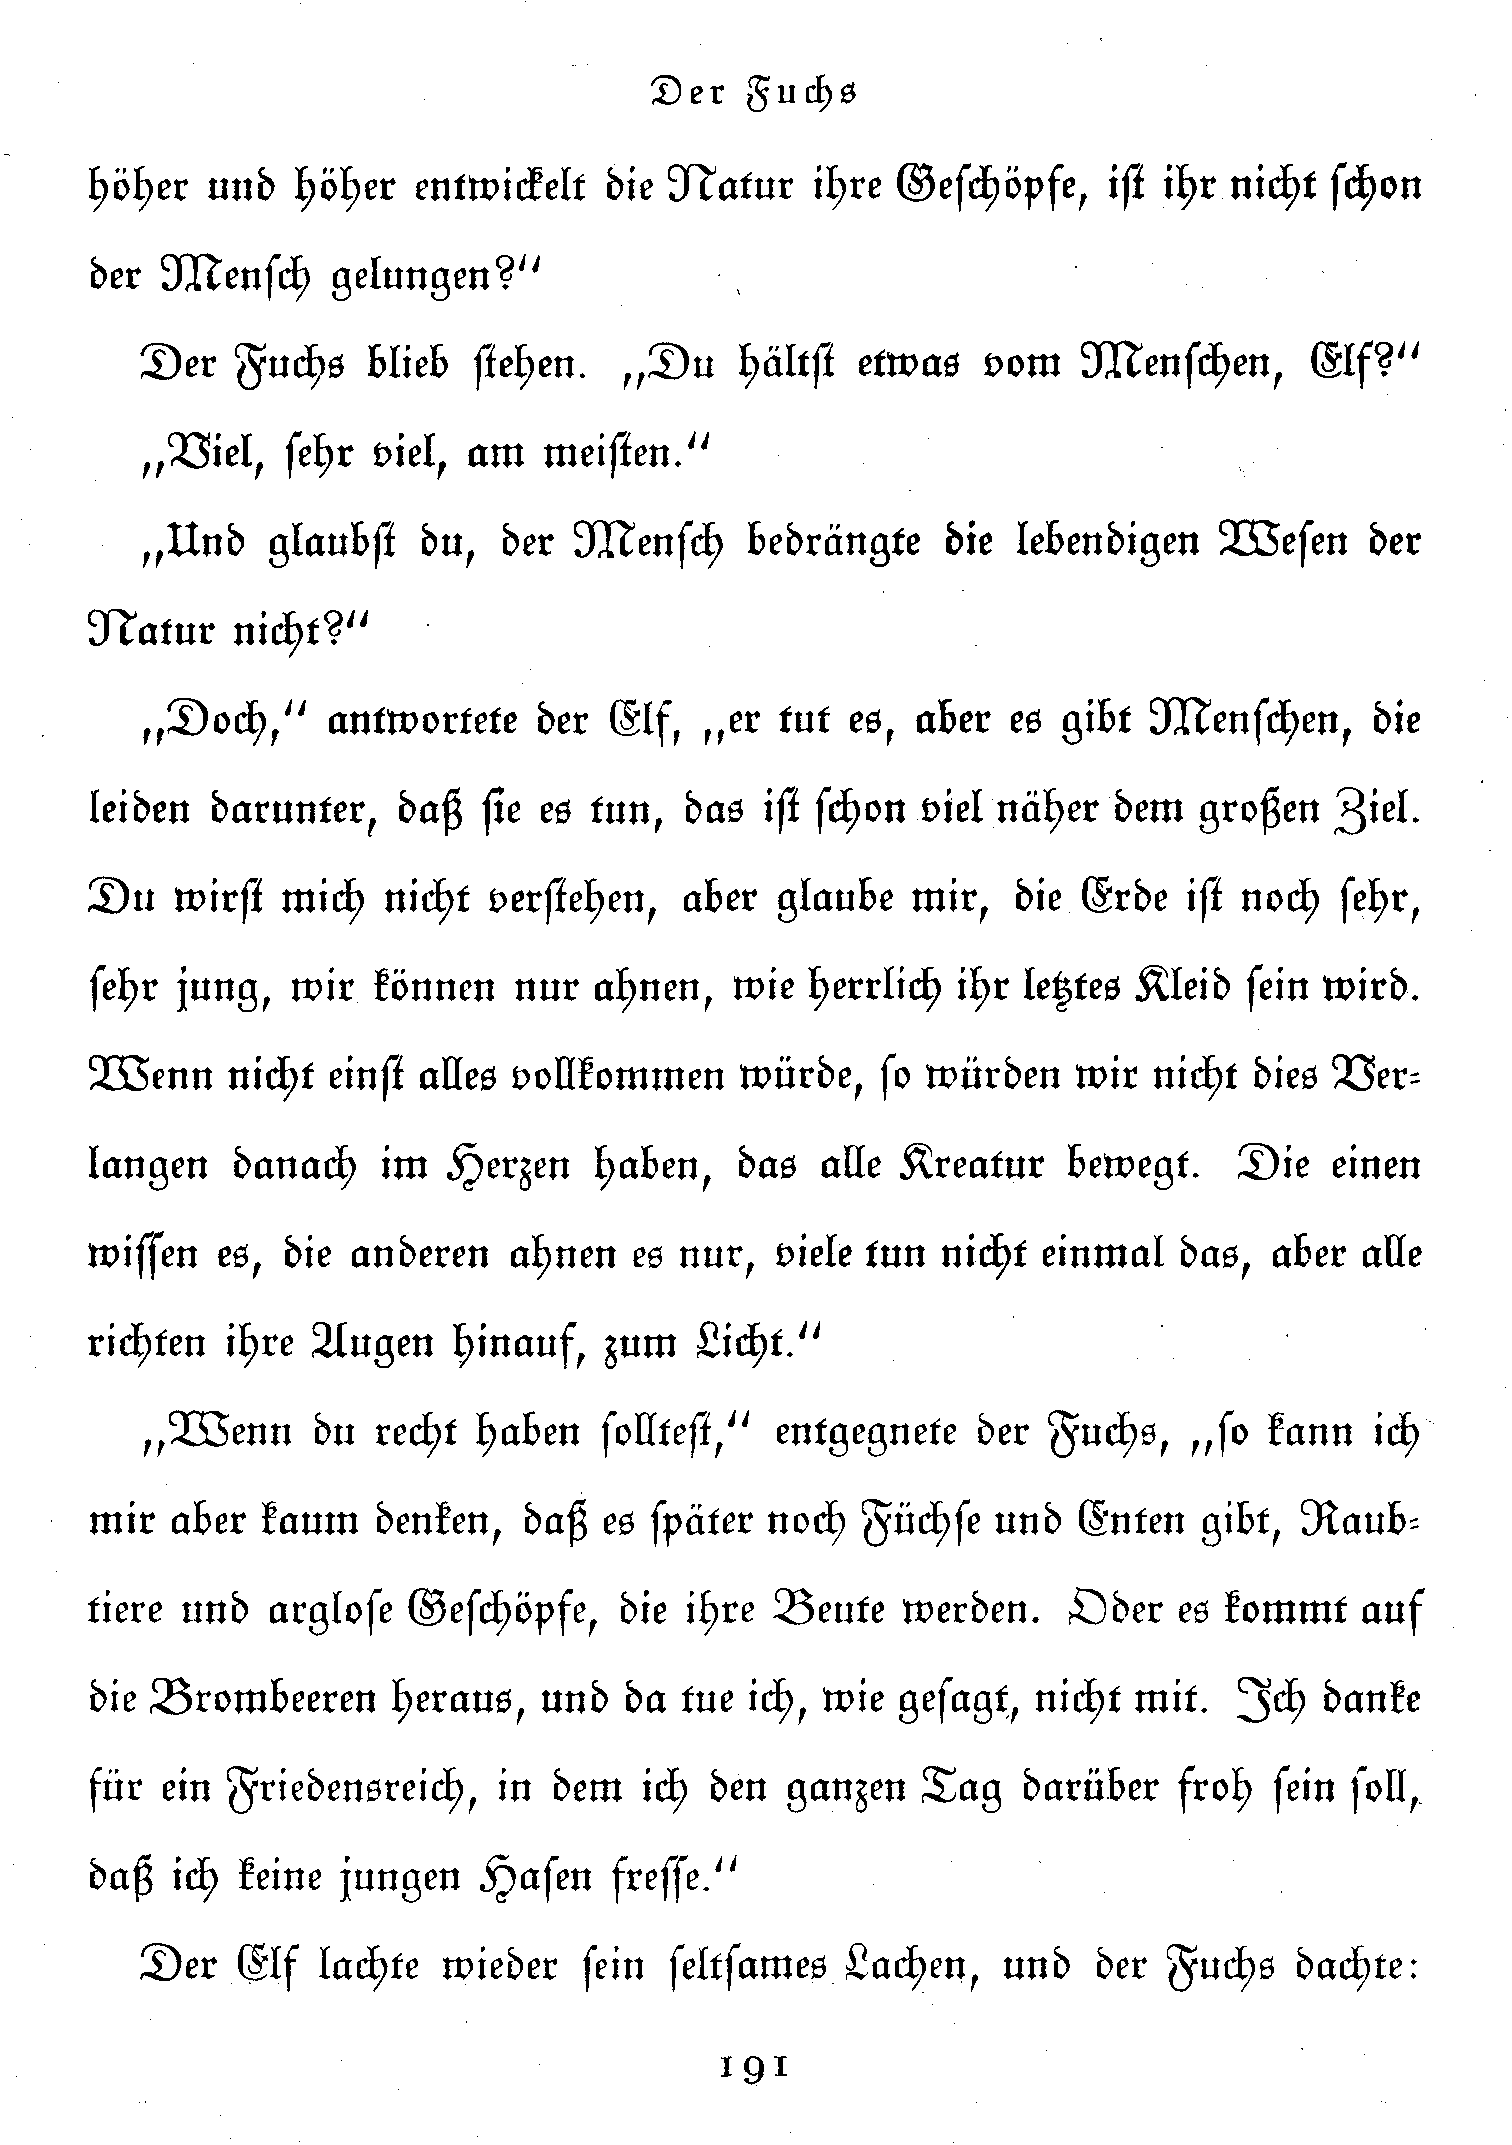 Der Fuchs
höher und höher entwickelt die Natur ihre Geschöpfe, ist ihr nicht schon
der Mensch gelungen?“
Der Fuchs blieb stehen. „Du hältst etwas vom Menschen, Elf?“
„Viel, sehr viel, am meisten.“
„Und glaubst du, der Mensch bedrängte die lebendigen Wesen der
Natur nicht?“
„Doch,“ antwortete der Elf, „er tut es, aber es gibt Menschen, die
leiden darunter, daß sie es tun, das ist schon viel näher dem großen Ziel.
Du wirst mich nicht verstehen, aber glaube mir, die Erde ist noch sehr,
sehr jung, wir können nur ahnen, wie herrlich ihr letztes Kleid sein wird.
Wenn nicht einst alles vollkommen würde, so würden wir nicht dies Ver-
langen danach im Herzen haben, das alle Kreatur bewegt. Die einen
wissen es, die anderen ahnen es nur, viele tun nicht einmal das, aber alle
richten ihre Augen hinauf, zum Licht.“
„Wenn du recht haben solltest,“ entgegnete der Fuchs, „so kann ich
mir aber kaum denken, daß es später noch Füchse und Enten gibt, Raub-
tiere und arglose Geschöpfe, die ihre Beute werden. Oder es kommt auf
die Brombeeren heraus, und da tue ich, wie gesagt, nicht mit. Ich danke
für ein Friedensreich, in dem ich den ganzen Tag darüber froh sein soll,
daß ich keine jungen Hasen fresse.“
Der Elf lachte wieder sein seltsames Lachen, und der Fuchs dachte:
191